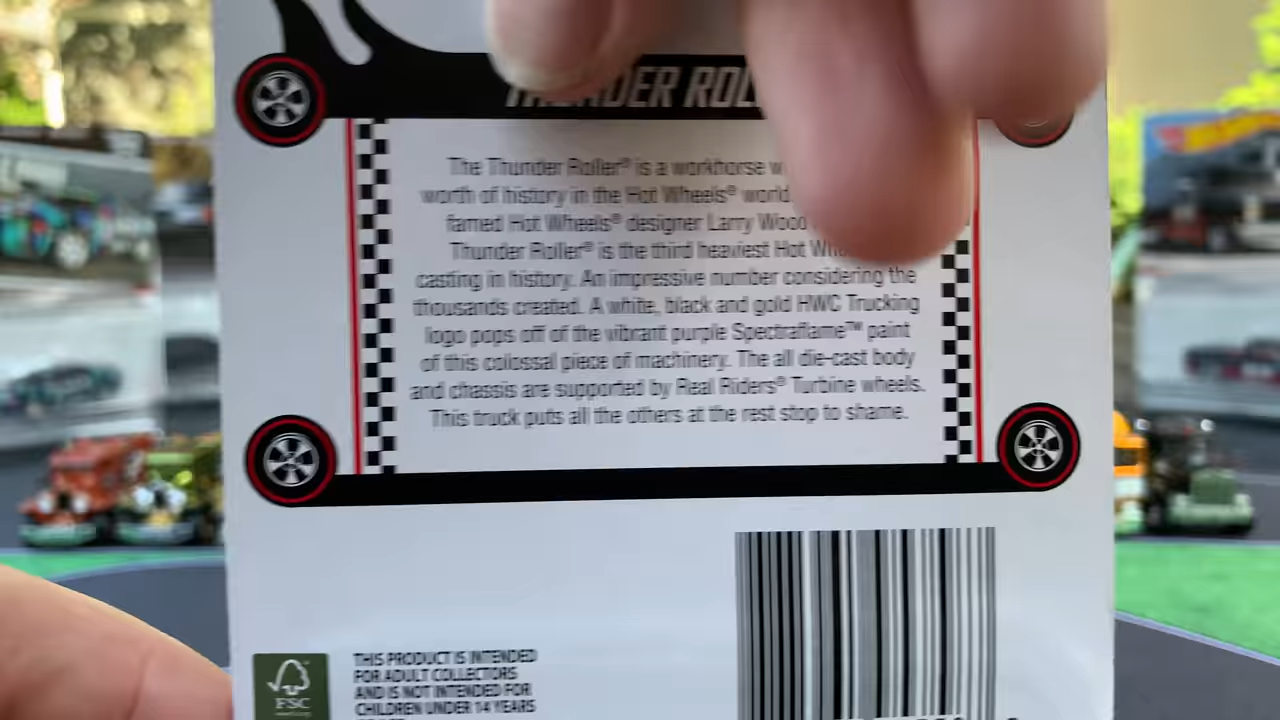 THUNDER ROL
The Thunder Roller® is a workhorse w
worth of history in the Hot Wheels® world
famed Hot Wheels® designer Larry Wood
Thunder Roller® is the third heaviest Hot Wh
casting in history. An impressive number considering the
thousands created. A white, black and gold HWC Trucking
logo pops off of the vibrant purple Spectraflame™ paint
of this colossal piece of machinery. The all die-cast body
and chassis are supported by Real Riders® Turbine wheels.
This truck puts all the others at the rest stop to shame.
FSC
THIS PRODUCT IS INTENDED
FOR ADULT COLLECTORS
AND IS NOT INTENDED FOR
CHILDREN UNDER 14 YEARS